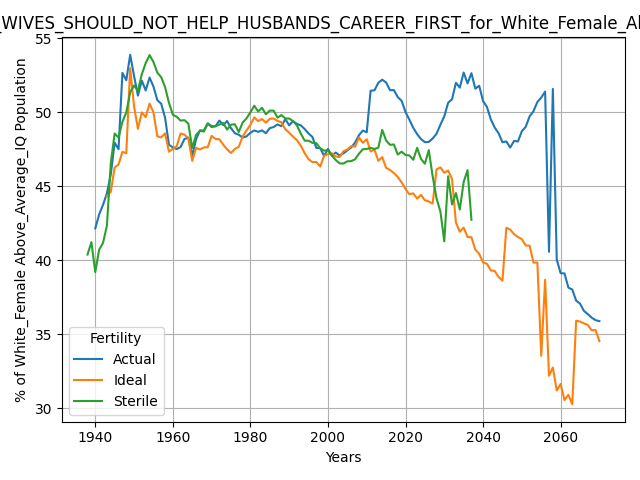 _WIVES_SHOULD_NOT_HELP_HUSBANDS_CAREER_FIRST_for_White_Female_A
% of White_Female Above_Average_IQ Population
55
50
45
40
35
30
Fertility
Actual
Ideal
Sterile
1940
1960
1980
2000
2020
2040
2060
Years